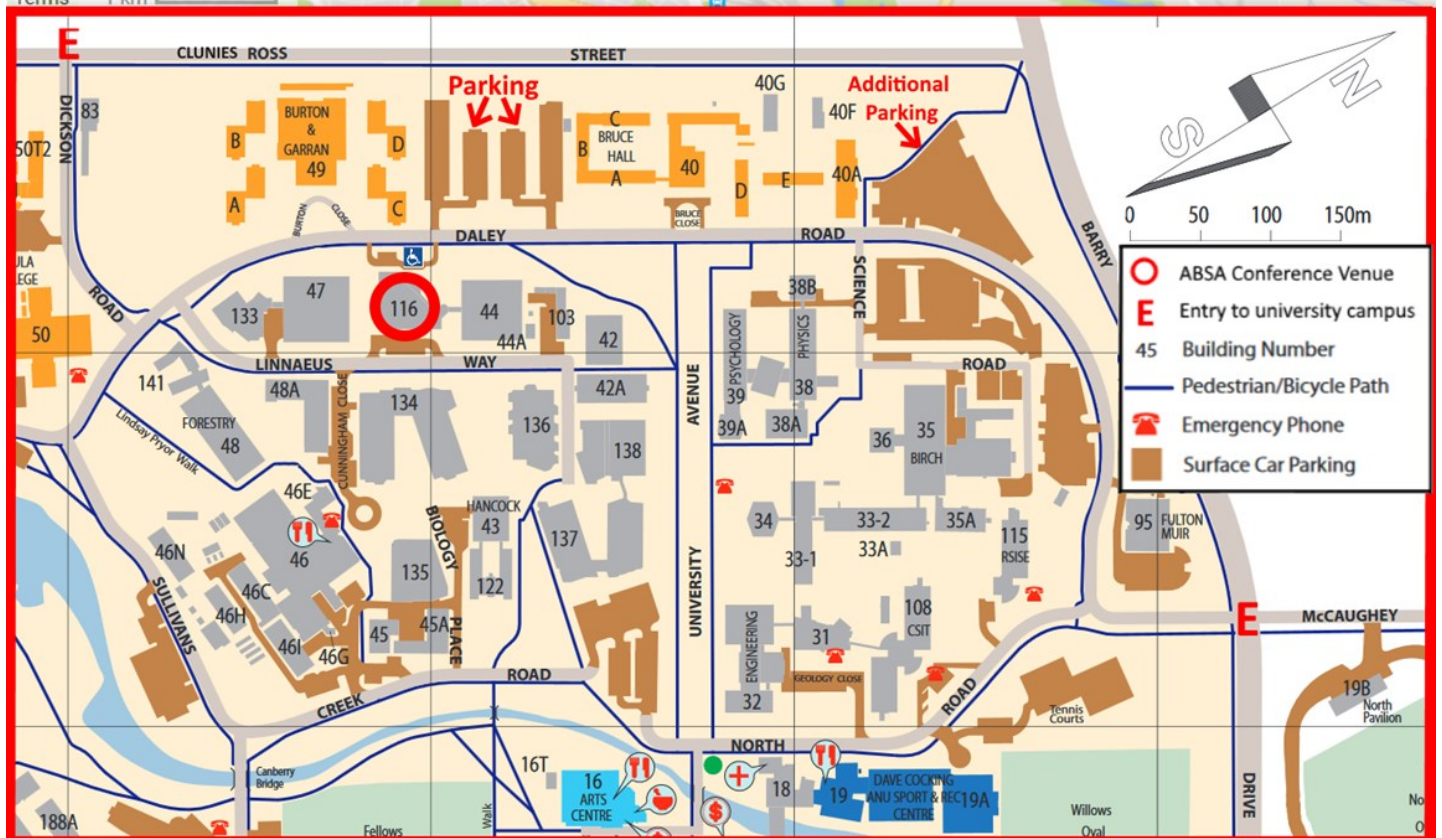 Terms
1 km
E
CLUNIES ROSS
STREET
DICKSON
83
50T2
B
BURTON
&
GARRAN
49
D
A
C
BURTON
CLOSE
Parking
40G
Additional
Parking
40F
C
B
BRUCE
HALL
A
40
D
E
40A
BRUCE
CLOSE
N
S
0 50 100 150m
BARRY
ABSA Conference Venue
E Entry to university campus
45 Building Number
Pedestrian/Bicycle Path
Emergency Phone
Surface Car Parking
DALEY
ROAD
ULA
LEGE
ROAD
50
133
47
116
44
44A
103
42
38B
SCIENCE
PSYCHOLOGY
39
PHYSICS
38
39A
38A
ROAD
LINNAEUS
WAY
AVENUE
141
48A
CUNNINGHAM CLOSE
134
136
42A
138
FORESTRY
48
Lindsay Pryor Walk
36
35
BIRCH
46E
46
46N
46C
46H
46I
46G
BIOLOGY
HANCOCK
43
122
137
135
45
45A
PLACE
34
33-1
33-2
33A
35A
115
RSISE
95
FULTON
MUIR
108
CSIT
SULLIVANS
CREEK
ROAD
UNIVERSITY
ENGINEERING
31
32
GEOLOGY CLOSE
ROAD
E
McCAUGHEY
19B
North
Pavilion
Tennis
Courts
NORTH
Canberry
Bridge
16T
Walk
16
ARTS
CENTRE
$
18
19
DAVE COCKING
ANU SPORT & REC
CENTRE
19A
Willows
Oval
DRIVE
188A
Fellows
No
O